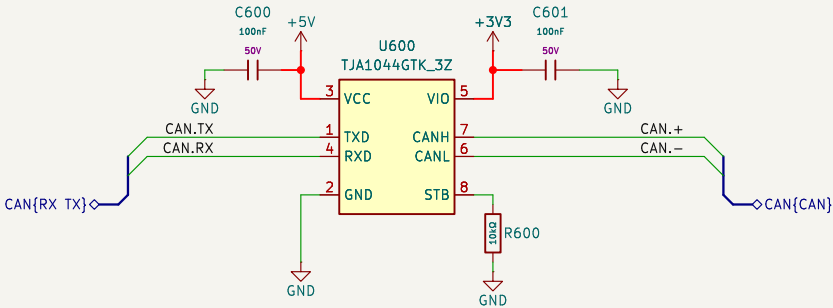 C600
100nF
50V
+5V
GND
+3V3
C601
100nF
50V
GND
U600
TJA1044GTK_3Z
3 VCC
VIO 5
CAN.TX 1 TXD
CANH 7 CAN.+
CAN.RX 4 RXD
CANL 6 CAN.-
2 GND
STB 8
CAN{RX TX}
CAN{CAN}
10kΩ
R600
GND
GND